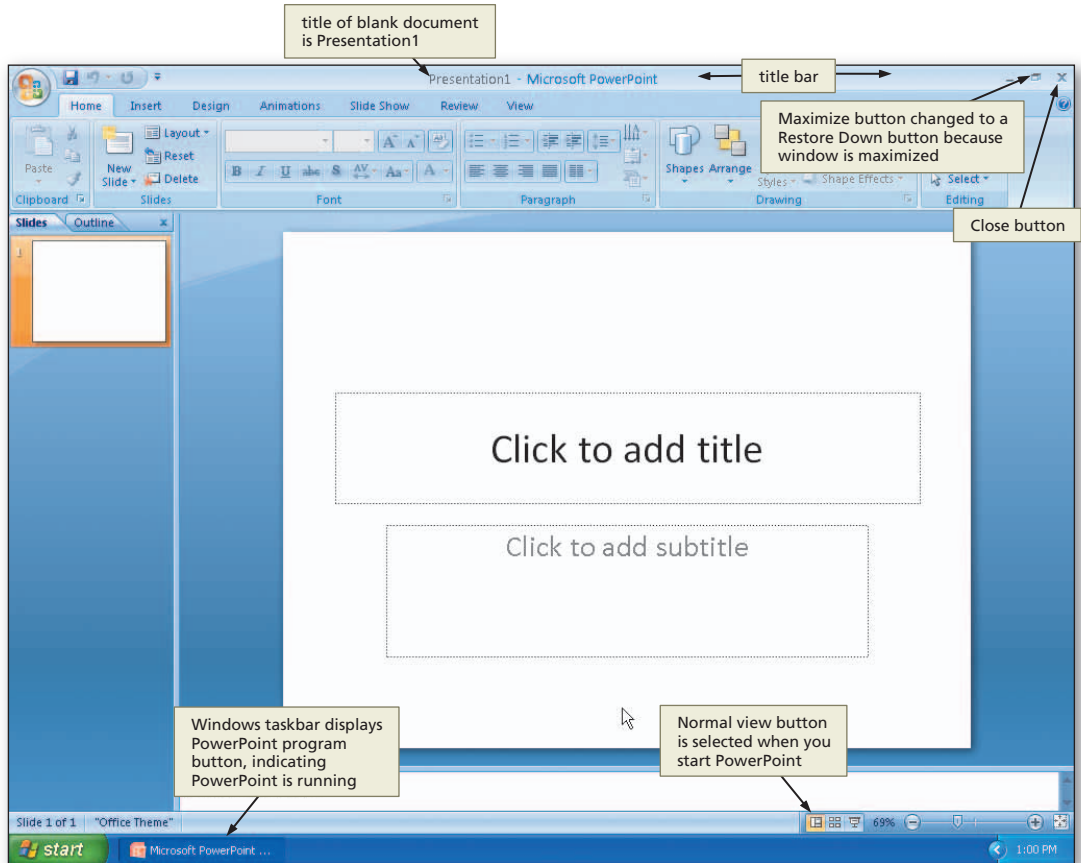 title of blank document
is Presentation1
Presentation1 - Microsoft PowerPoint
title bar
Home Insert Design Animations Slide Show Review View
Maximize button changed to a
Restore Down button because
window is maximized
Paste
New
Slide
Layout
Reset
Delete
B I U abc S AV Aa A
A A
Shapes Arrange
Styles
Shape Effects
Select
Clipboard Slides Font Paragraph Drawing Editing
Close button
Slides Outline x
1
Click to add title
Click to add subtitle
Windows taskbar displays
PowerPoint program
button, indicating
PowerPoint is running
Normal view button
is selected when you
start PowerPoint
Slide 1 of 1 "Office Theme" 69%
start Microsoft PowerPoint ... 1:00 PM